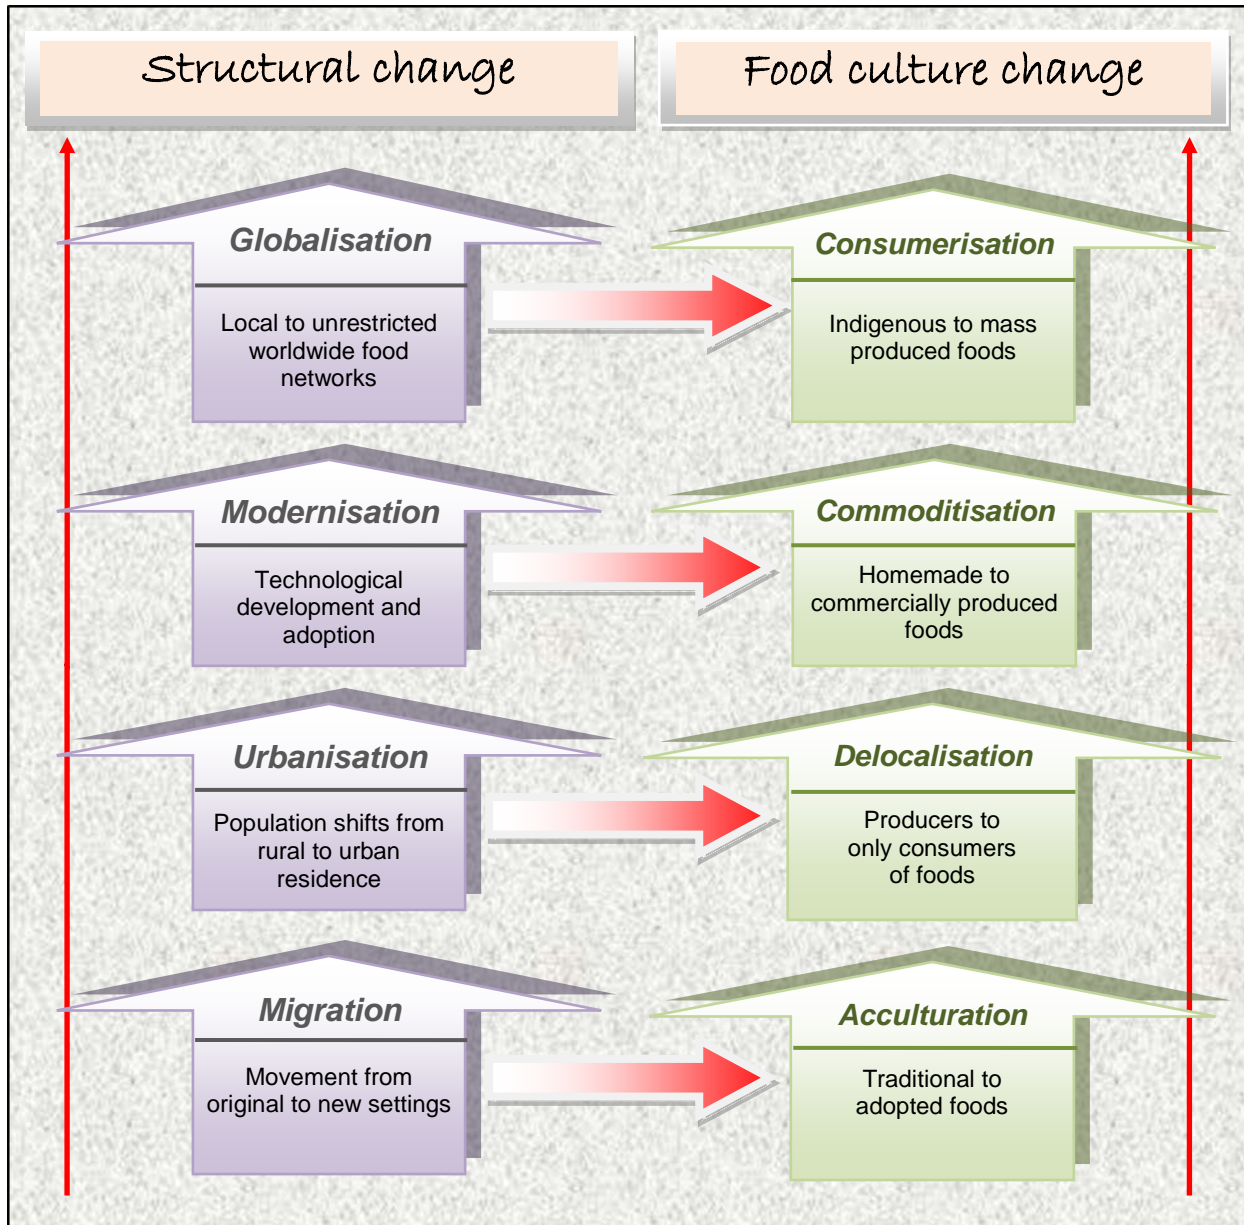 Structural change
Food culture change
Globalisation
Local to unrestricted
worldwide food
networks
Consumerisation
Indigenous to mass
produced foods
Modernisation
Technological
development and
adoption
Commoditisation
Homemade to
commercially produced
foods
Urbanisation
Population shifts from
rural to urban
residence
Delocalisation
Producers to
only consumers
of foods
Migration
Movement from
original to new settings
Acculturation
Traditional to
adopted foods